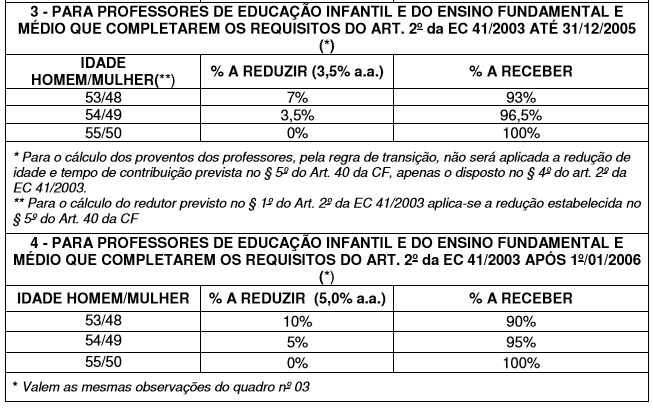 3 - PARA PROFESSORES DE EDUCAÇÃO INFANTIL E DO ENSINO FUNDAMENTAL E
MÉDIO QUE COMPLETAREM OS REQUISITOS DO ART. 2º da EC 41/2003 ATÉ 31/12/2005
(*)
IDADE
HOMEM/MULHER(**)
% A REDUZIR (3,5% a.a.)
% A RECEBER
53/48 7% 93%
54/49 3,5% 96,5%
55/50 0% 100%
* Para o cálculo dos proventos dos professores, pela regra de transição, não será aplicada a redução de
idade e tempo de contribuição prevista no § 5º do Art. 40 da CF, apenas o disposto no § 4º do art. 2º da
EC 41/2003.
** Para o cálculo do redutor previsto no § 1º do Art. 2º da EC 41/2003 aplica-se a redução estabelecida no
§ 5º do Art. 40 da CF
4 - PARA PROFESSORES DE EDUCAÇÃO INFANTIL E DO ENSINO FUNDAMENTAL E
MÉDIO QUE COMPLETAREM OS REQUISITOS DO ART. 2º da EC 41/2003 APÓS 1º/01/2006
(*)
IDADE HOMEM/MULHER % A REDUZIR (5,0% a.a.) % A RECEBER
53/48 10% 90%
54/49 5% 95%
55/50 0% 100%
* Valem as mesmas observações do quadro nº 03